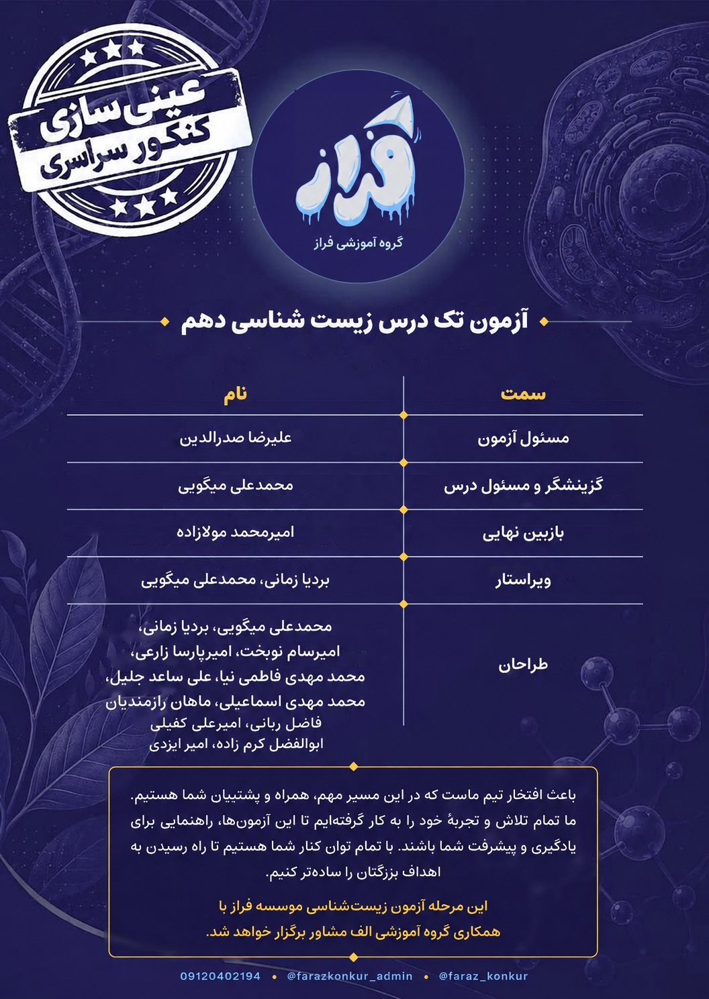 عینی‌سازی
کنکور سراسری
فراز
گروه آموزشی فراز
آزمون تک درس زیست شناسی دهم
سمت
نام
مسئول آزمون
علیرضا صدرالدین
گزینشگر و مسئول درس
محمدعلی میگویی
بازبین نهایی
امیرمحمد مولازاده
ویراستار
بردیا زمانی، محمدعلی میگویی
طراحان
محمدعلی میگویی، بردیا زمانی،
امیرسام نوبخت، امیرپارسا زارعی،
محمد مهدی فاطمی نیا، علی ساعد جلیل،
محمد مهدی اسماعیلی، ماهان رازمندیان
فاضل ربانی، امیرعلی کفیلی
ابوالفضل کرم زاده، امیر ایزدی
باعث افتخار تیم ماست که در این مسیر مهم، همراه و پشتیبان شما هستیم.
ما تمام تلاش و تجربهٔ خود را به کار گرفته‌ایم تا این آزمون‌ها، راهنمایی برای
یادگیری و پیشرفت شما باشند. با تمام توان کنار شما هستیم تا راه رسیدن به
اهداف بزرگتان را ساده‌تر کنیم.
این مرحله آزمون زیست‌شناسی موسسه فراز با
همکاری گروه آموزشی الف مشاور برگزار خواهد شد.
09120402194 • @farazkonkur_admin • @faraz_konkur